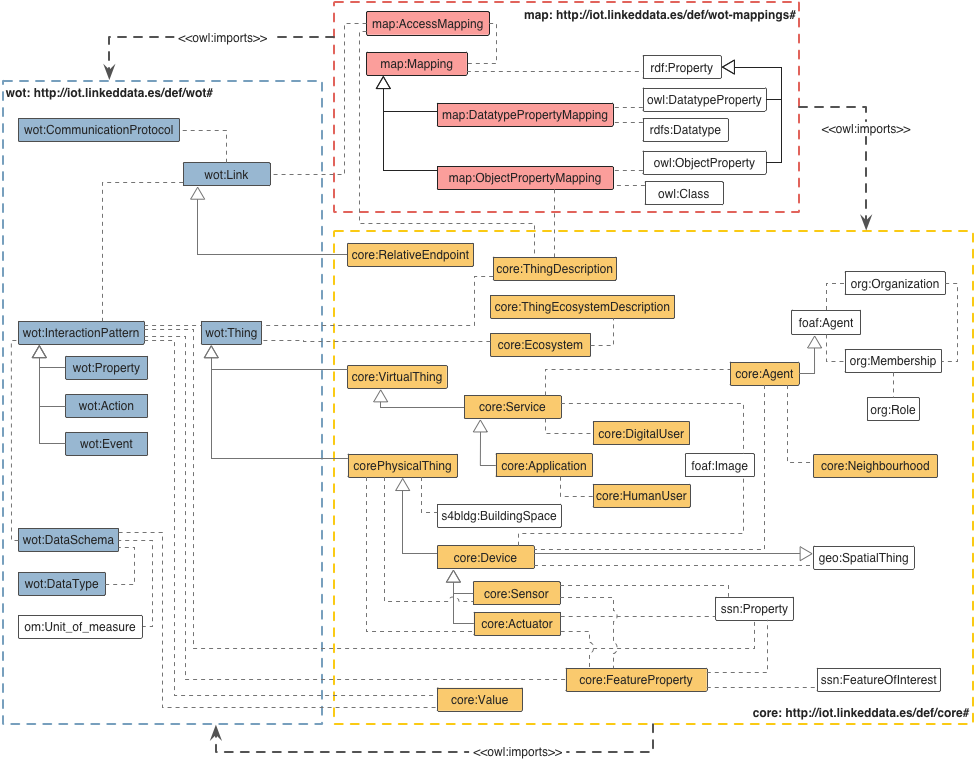 map: http://iot.linkeddata.es/def/wot-mappings#
map:AccessMapping
<<owl:imports>>
map:Mapping
rdf:Property
wot: http://iot.linkeddata.es/def/wot#
owl:DatatypeProperty
map:DatatypePropertyMapping
wot:CommunicationProtocol
rdfs:Datatype
<<owl:imports>>
owl:ObjectProperty
wot:Link
map:ObjectPropertyMapping
owl:Class
core:RelativeEndpoint
core:ThingDescription
org:Organization
core:ThingEcosystemDescription
foaf:Agent
wot:InteractionPattern
wot:Thing
core:Ecosystem
org:Membership
wot:Property
core:VirtualThing
core:Agent
wot:Action
core:Service
org:Role
core:DigitalUser
wot:Event
corePhysicalThing
core:Application
foaf:Image
core:Neighbourhood
core:HumanUser
s4bldg:BuildingSpace
wot:DataSchema
core:Device
geo:SpatialThing
wot:DataType
core:Sensor
ssn:Property
om:Unit_of_measure
core:Actuator
core:FeatureProperty
ssn:FeatureOfInterest
core:Value
core: http://iot.linkeddata.es/def/core#
<<owl:imports>>